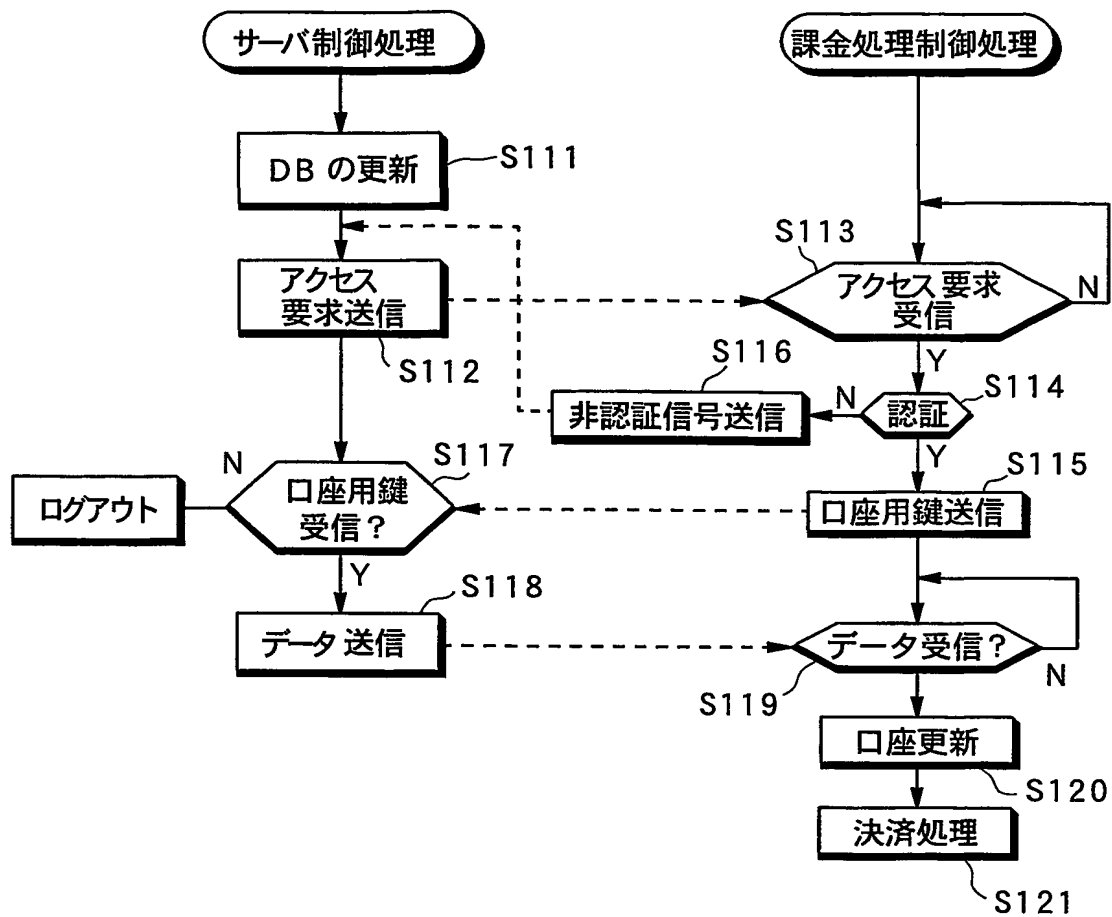 サーバ制御処理
課金処理制御処理
DB の更新
S111
アクセス
要求送信
S112
S113
アクセス要求
受信
N
Y
S116
非認証信号送信
N
認証
S114
Y
S115
口座用鍵送信
ログアウト
N
口座用鍵
受信?
S117
Y
S118
データ送信
データ受信?
N
S119
口座更新
S120
決済処理
S121